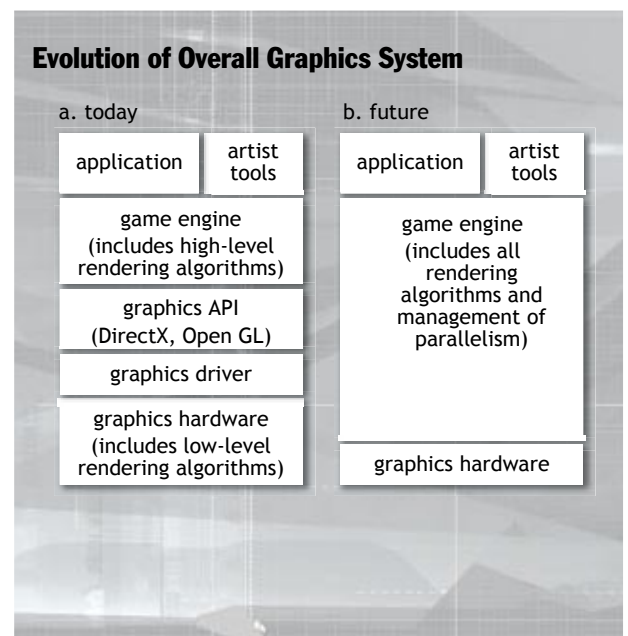 Evolution of Overall Graphics System
a. today
application
artist
tools
game engine
(includes high-level
rendering algorithms)
graphics API
(DirectX, Open GL)
graphics driver
graphics hardware
(includes low-level
rendering algorithms)
b. future
application
artist
tools
game engine
(includes all
rendering
algorithms and
management of
parallelism)
graphics hardware